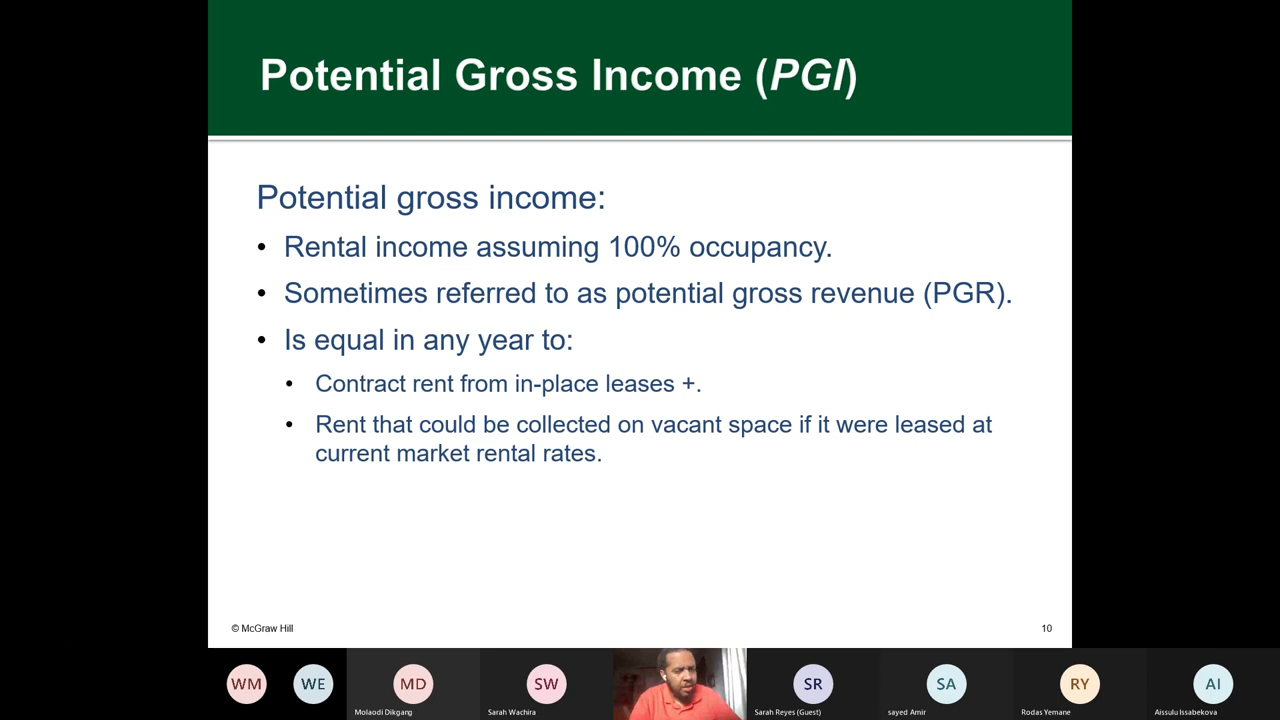 Potential Gross Income (PGI)
Potential gross income:
• Rental income assuming 100% occupancy.
• Sometimes referred to as potential gross revenue (PGR).
• Is equal in any year to:
• Contract rent from in-place leases +.
• Rent that could be collected on vacant space if it were leased at
current market rental rates.
© McGraw Hill
10
WM
WE
MD
SW
SR
SA
RY
AI
Molaodi Dikgang
Sarah Wachira
Sarah Reyes (Guest)
sayed Amir
Rodas Yemane
Aissulu Issabekova